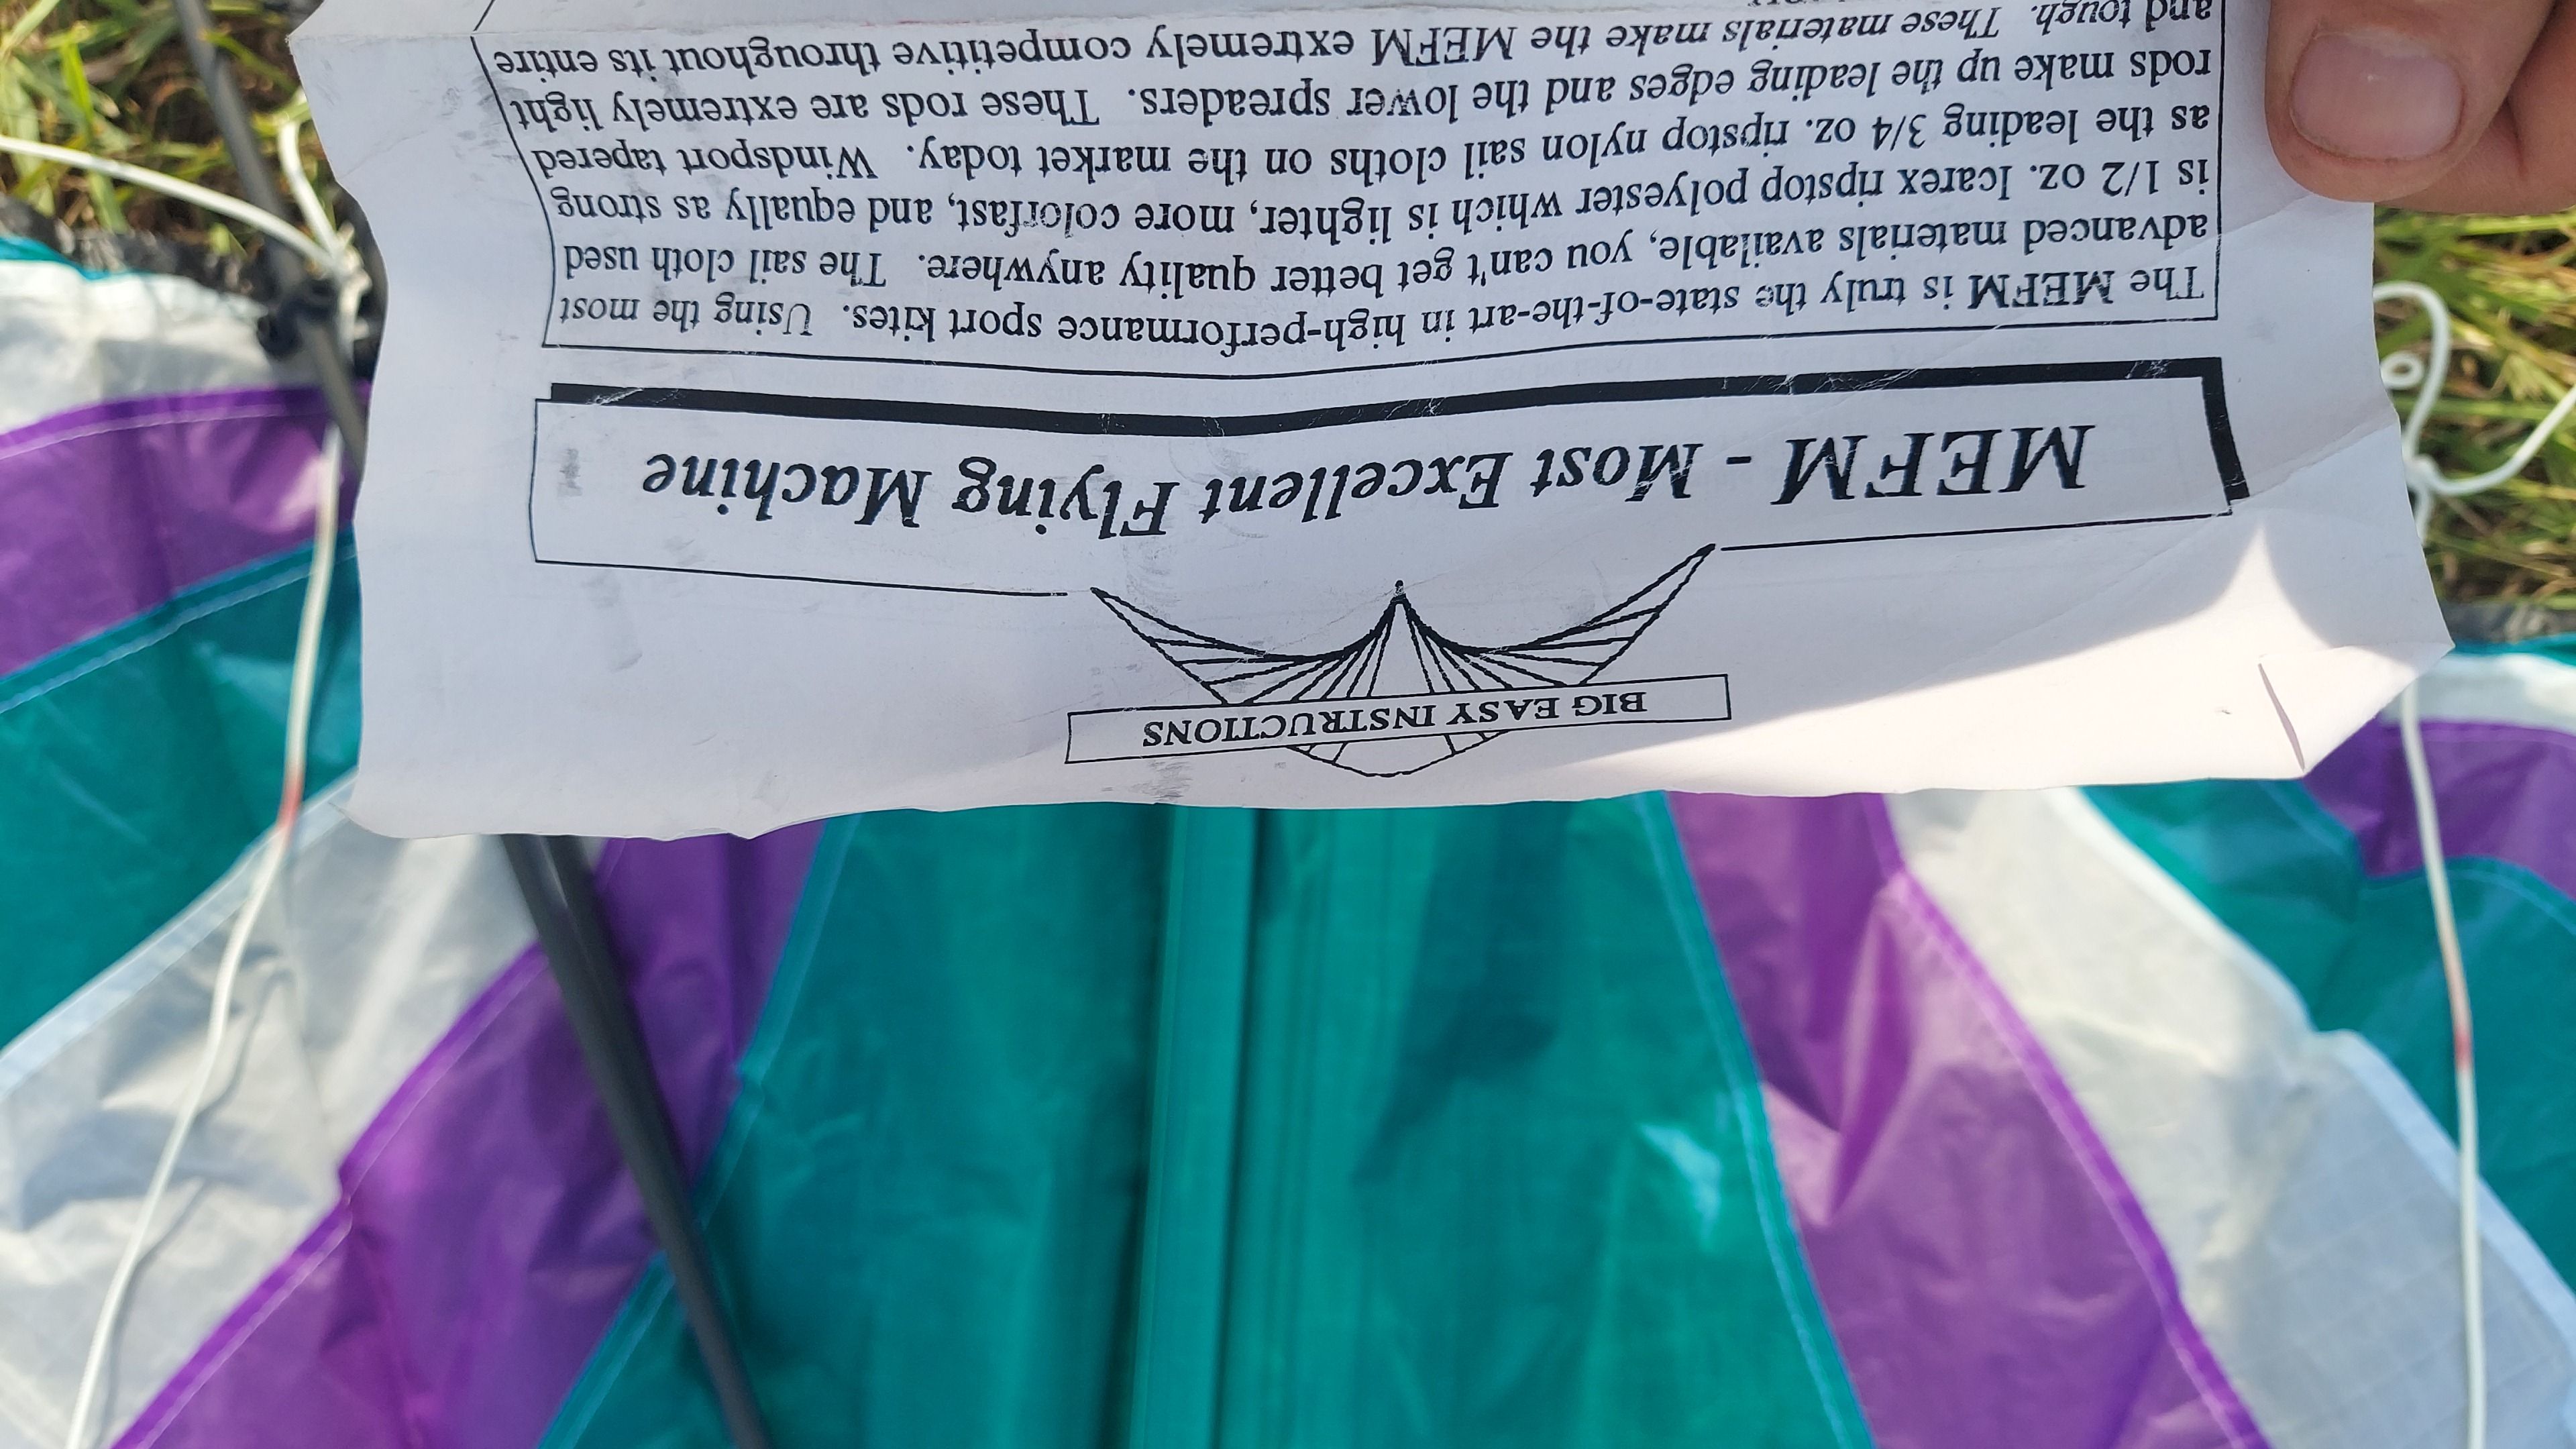 BIG EASY INSTRUCTIONS
MEFM - Most Excellent Flying Machine
The MEFM is truly the state-of-the-art in high-performance sport kites. Using the most
advanced materials available, you can't get better quality anywhere. The sail cloth used
is 1/2 oz. Icarex ripstop polyester which is lighter, more colorfast, and equally as strong
as the leading 3/4 oz. ripstop nylon sail cloths on the market today. Windsport tapered
rods make up the leading edges and the lower spreaders. These rods are extremely light
and tough. These materials make the MEFM extremely competitive throughout its entire